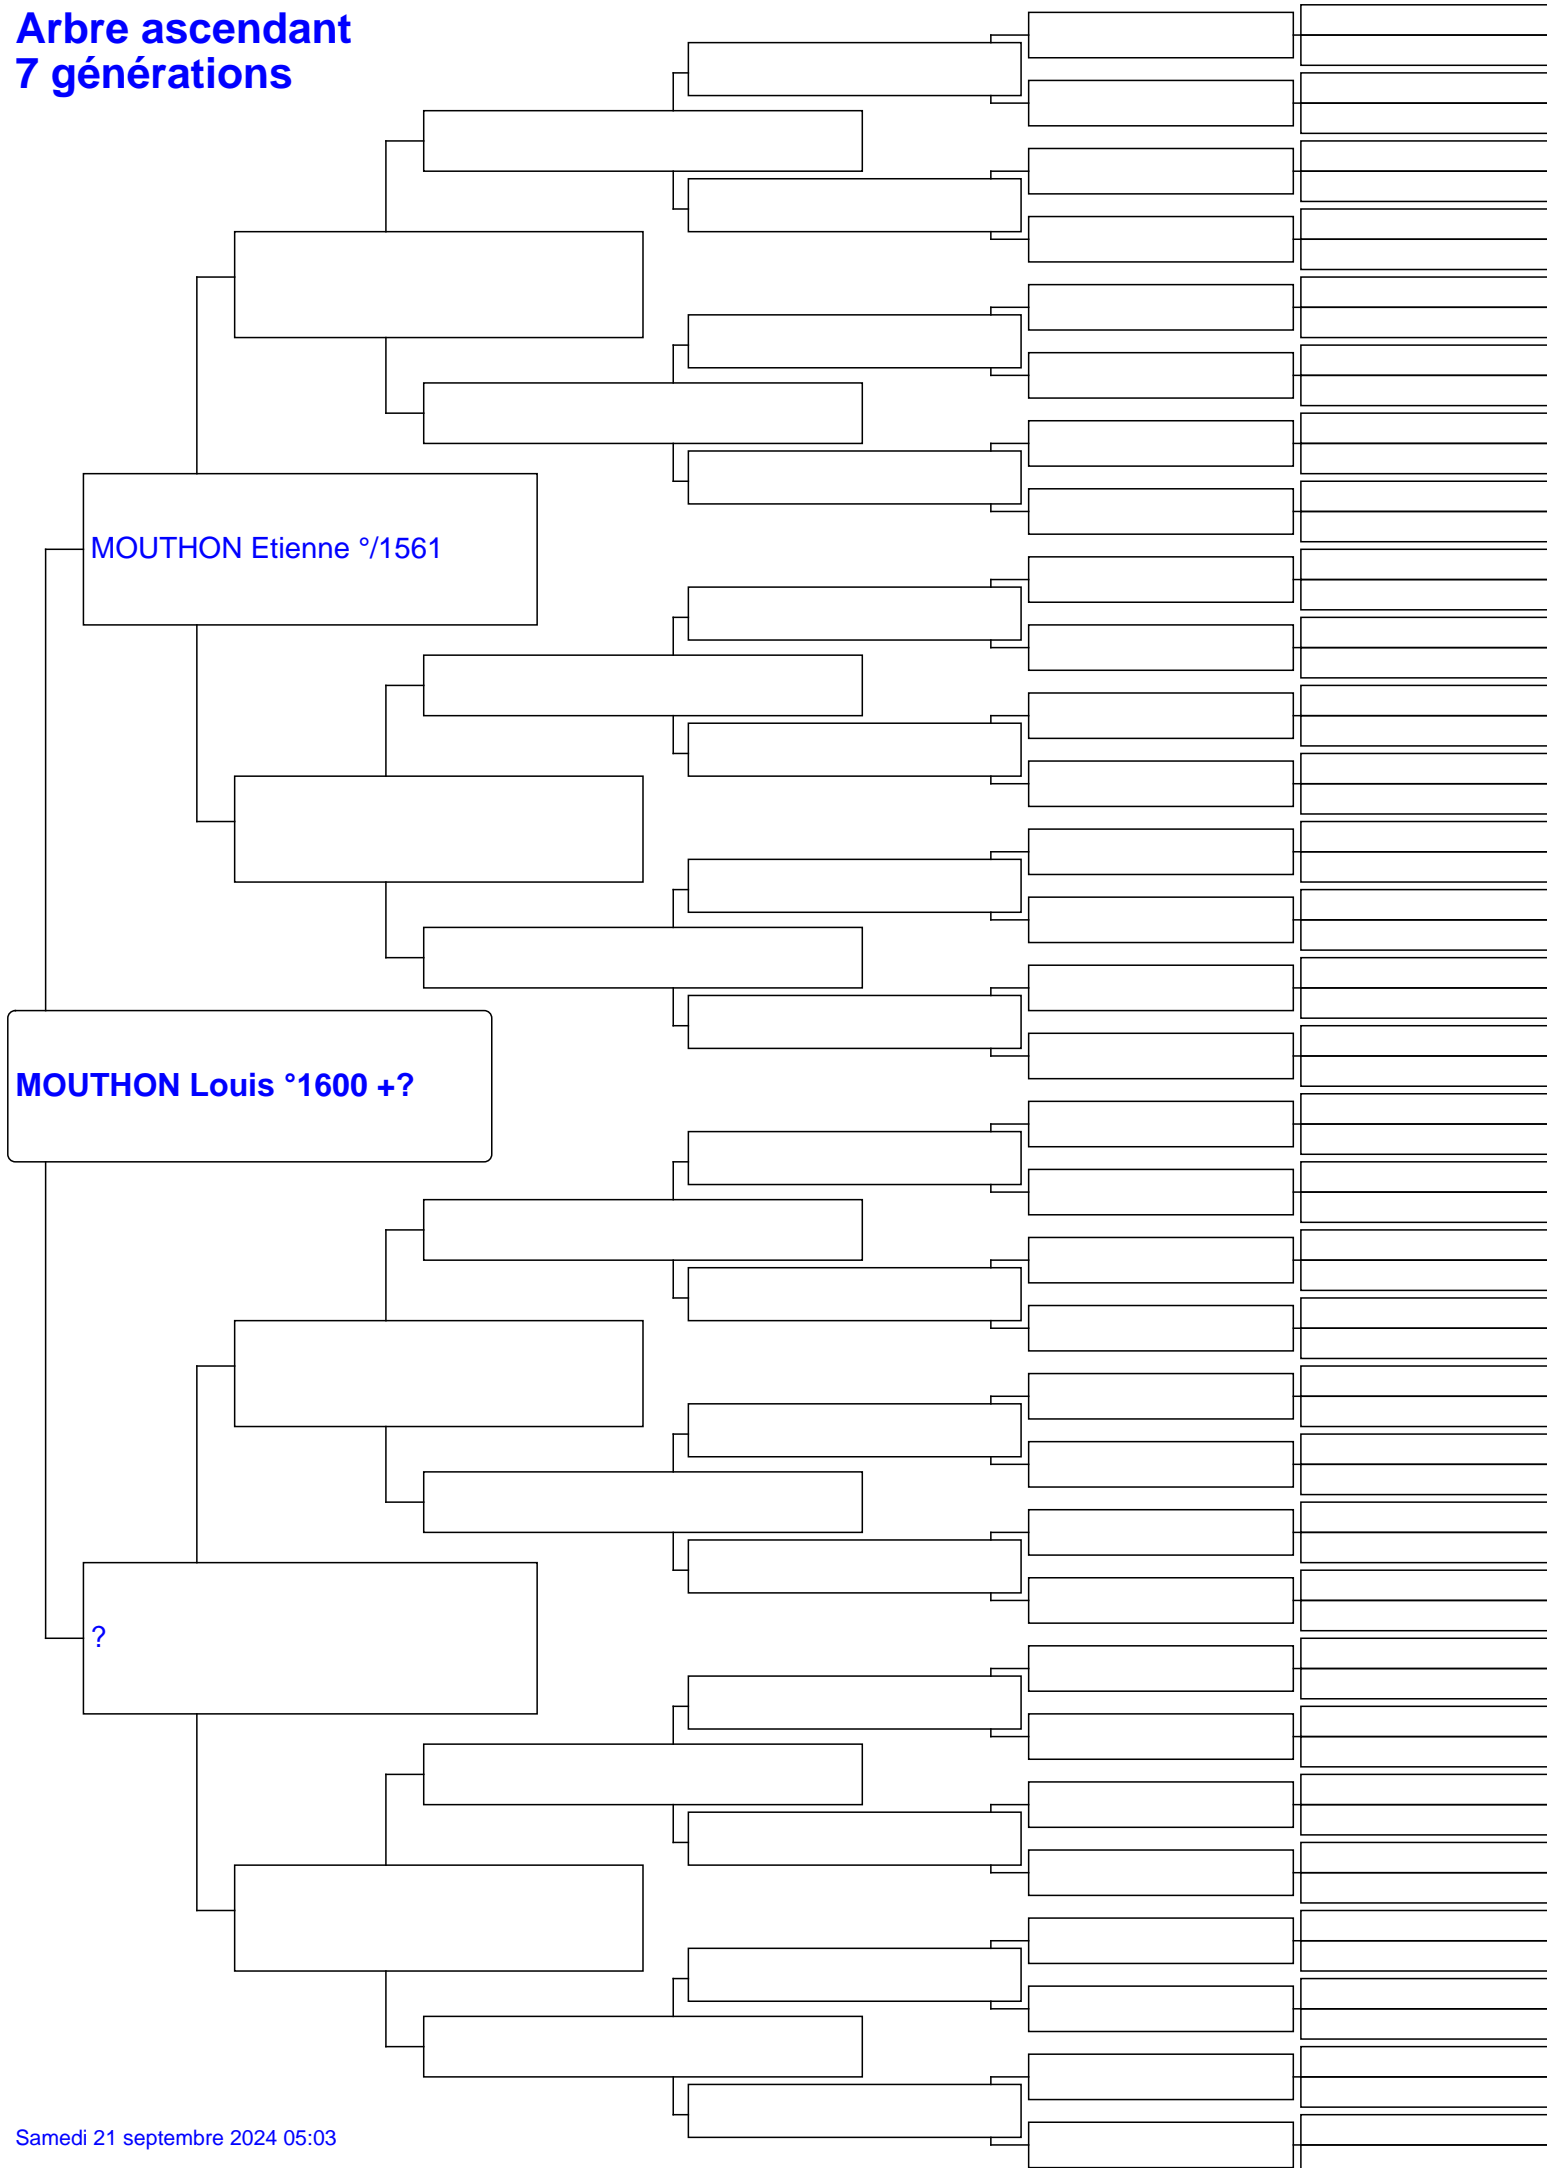 Arbre ascendant
7 générations
MOUTHON Etienne °/1561
MOUTHON Louis °1600 +?
?
Samedi 21 septembre 2024 05:03